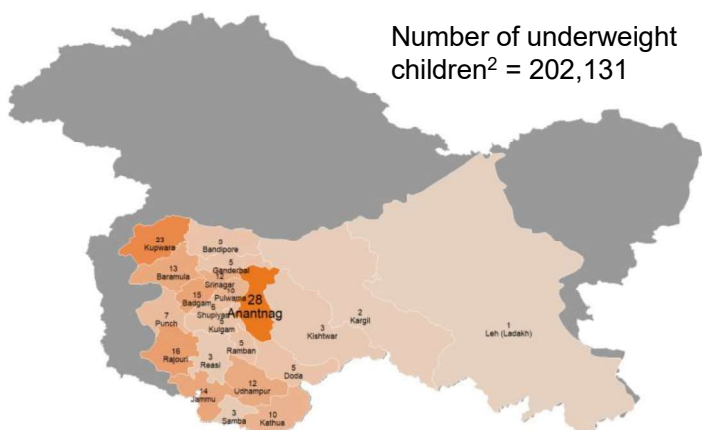 Number of underweight
children² = 202,131
23
Kupwara
Bandipore
5
Ganderbal
13
Baramula
12
Srinagar
15
Badgam
10
Pulwama
28
Anantnag
Shupiyan
7
Punch
Kulgam
2
Kargil
3
Kishtwar
1
Leh (Ladakh)
5
Ramban
16
Rajouri
3
Reasi
5
Doda
14
Jammu
12
Udhampur
3
Samba
10
Kathua